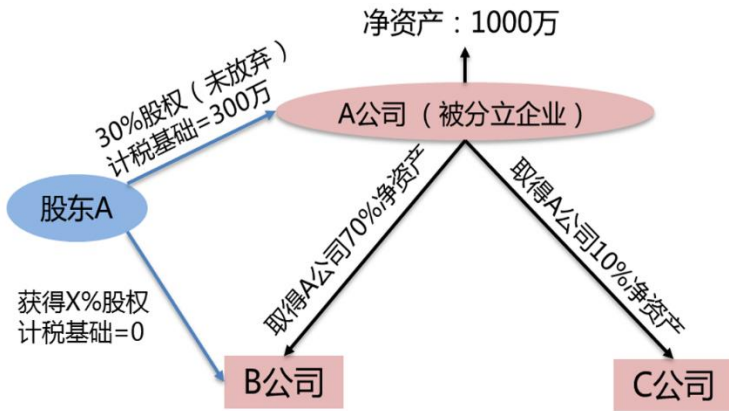 净资产：1000万
30%股权（未放弃）
计税基础=300万
A公司（被分立企业）
股东A
取得A公司70%净资产
取得A公司10%净资产
获得X%股权
计税基础=0
B公司
C公司